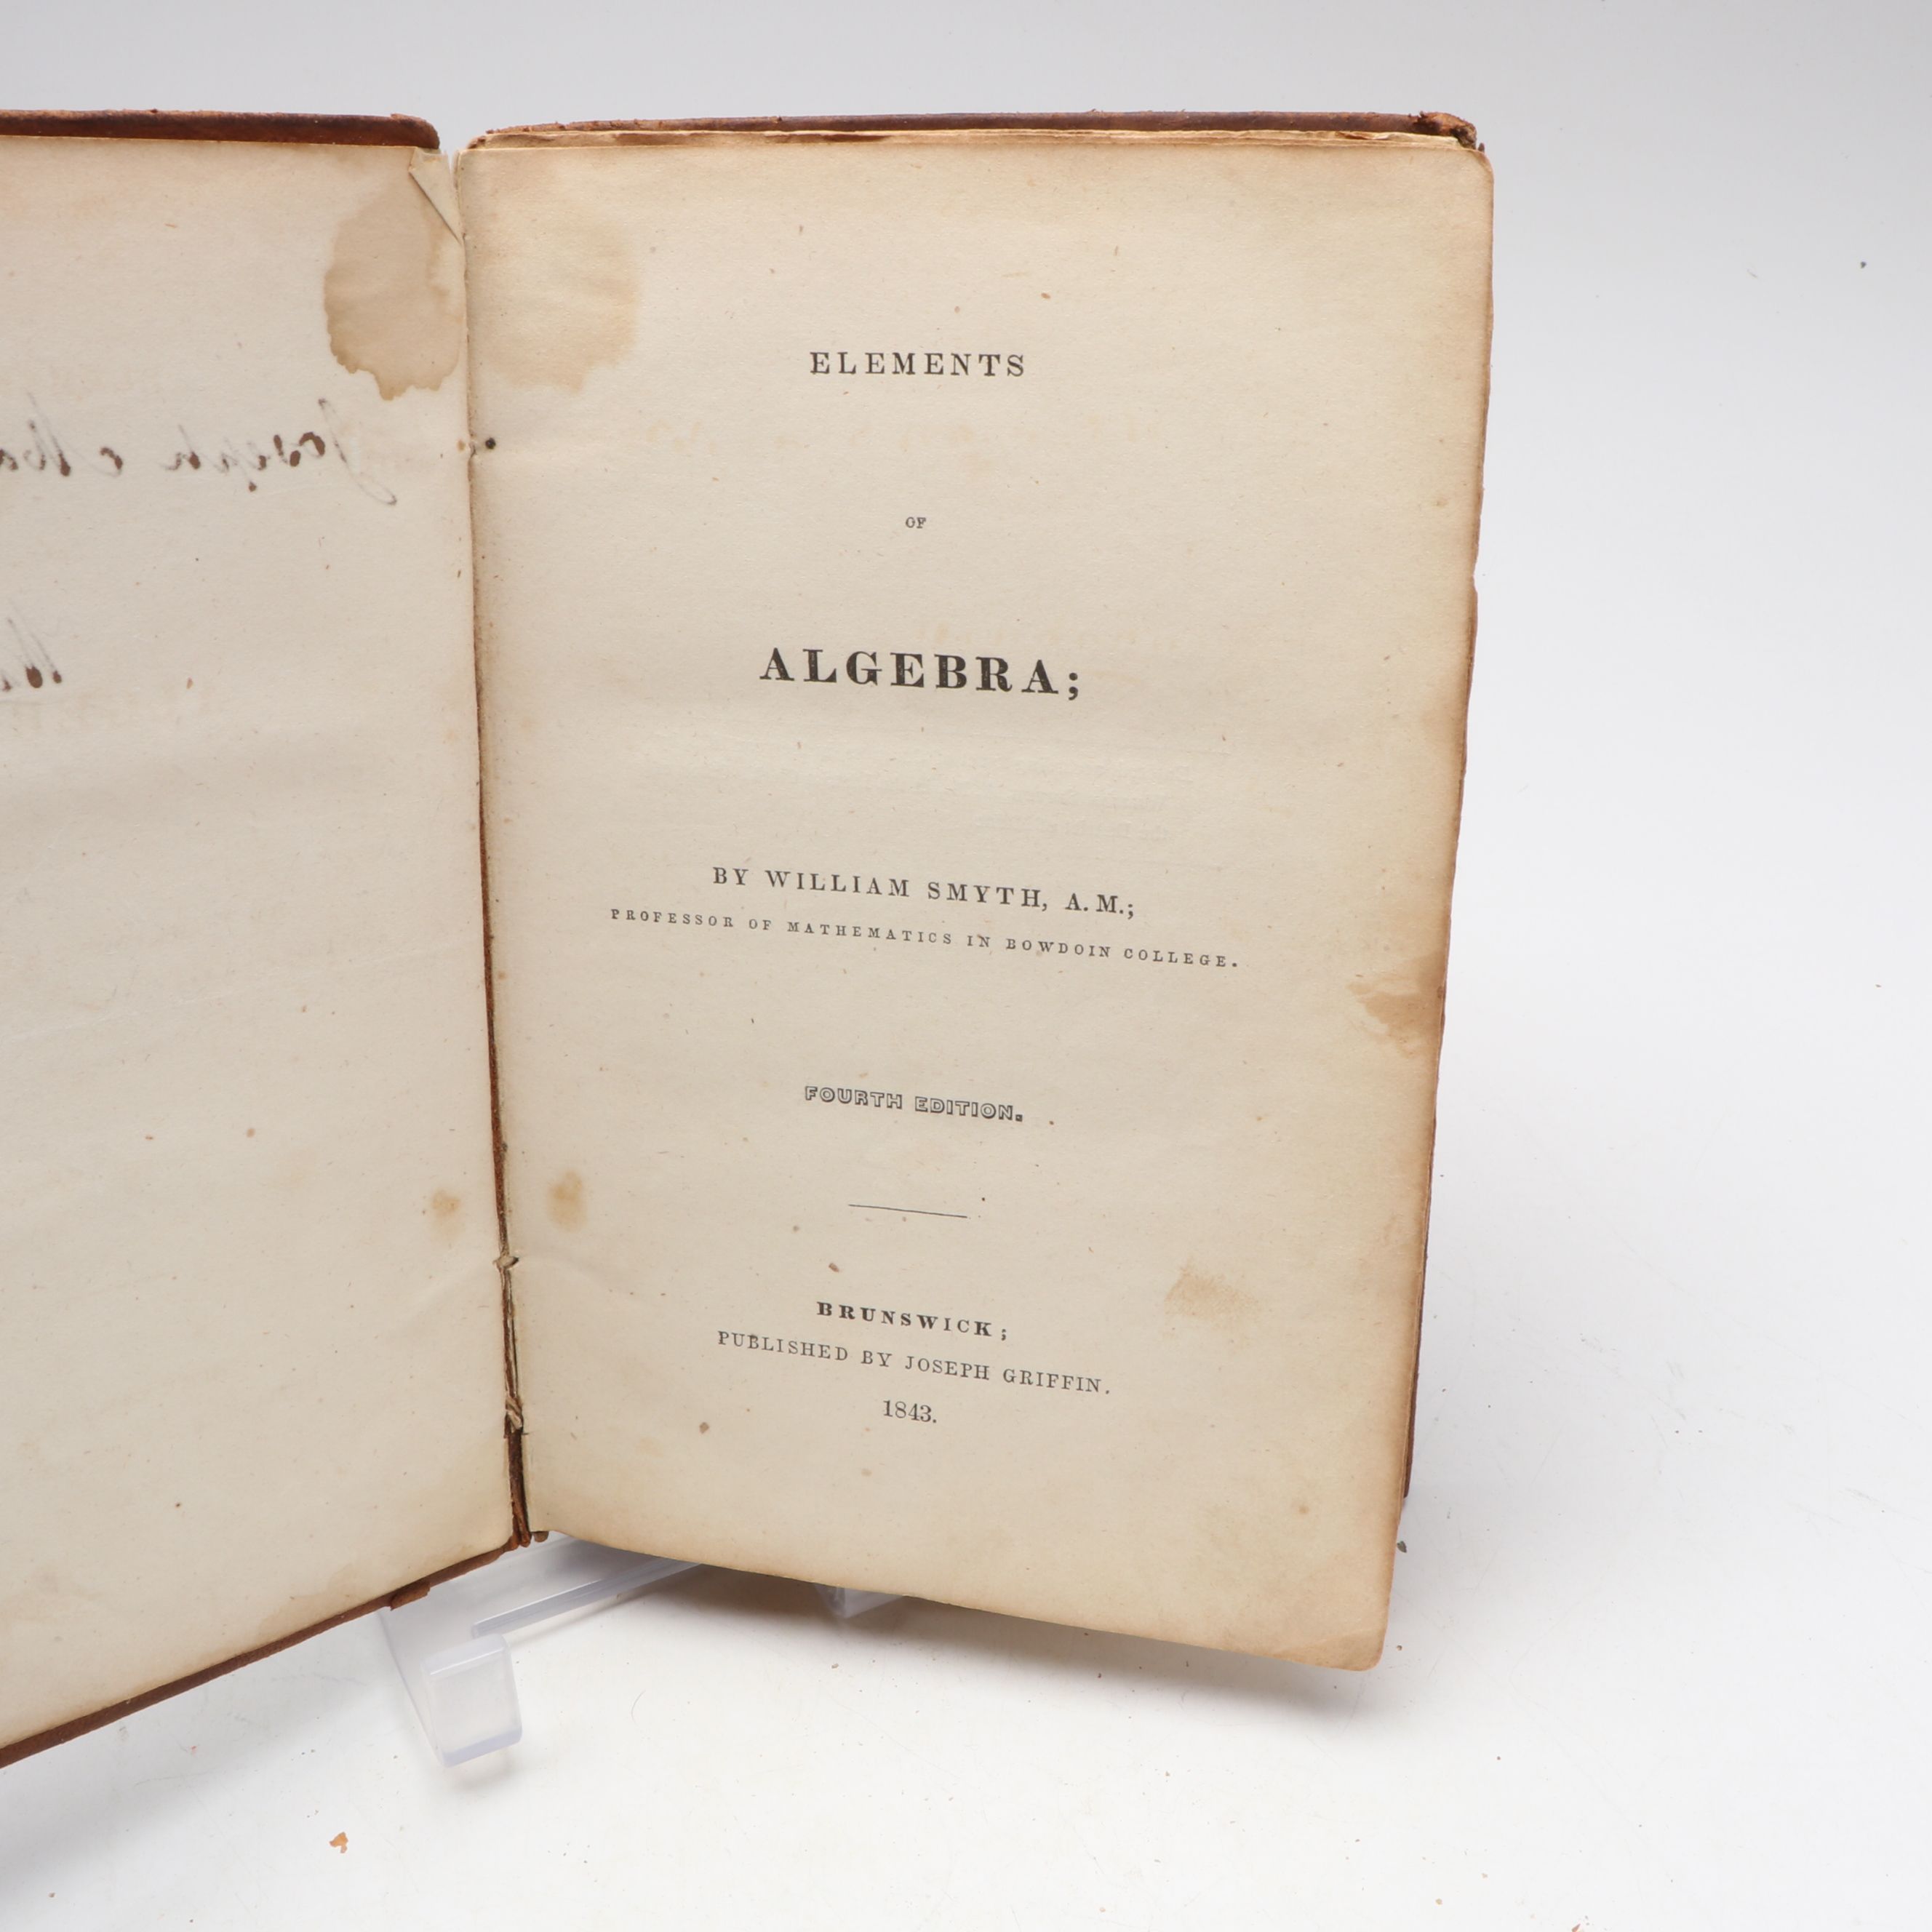 Joseph
ELEMENTS
OF
ALGEBRA;
BY WILLIAM SMYTH, A.M.;
PROFESSOR OF MATHEMATICS IN BOWDOIN COLLEGE.
FOURTH EDITION.
BRUNSWICK;
PUBLISHED BY JOSEPH GRIFFIN.
1843.